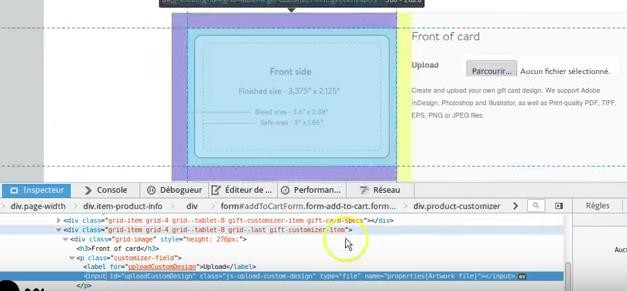 Front of card
Upload
Parcourir...
Aucun fichier sélectionné.
Create and upload your own gift card design. We support Adobe
InDesign, Photoshop and Illustrator, as well as Print-quality PDF, TIFF,
EPS, PNG or JPEG files.
Front side
Finished size - 3.375" x 2.125"
Bleed area - 3.6" x 2.38"
Safe area - 3" x 1.86"
Inspecteur
Console
Débogueur
Éditeur de ...
Performan...
Réseau
div.page-width
div.item-product-info
div
form#addToCartForm.form-add-to-cart.form...
div.product-customizer
Règles
<div class="grid-item grid-4 grid--tablet-8 gift-customizer-item gift-card-specs"></div>
<div class="grid-item grid-4 grid--tablet-8 grid--last gift-customizer-item">
<div class="grid-image" style="height: 276px;">
<h3>Front of card</h3>
<p class="customizer-field">
<label for="uploadCustomDesign">Upload</label>
<input id="uploadCustomDesign" class="js-upload-custom-design" type="file" name="properties[Artwork file]"></input>
ev
</p>